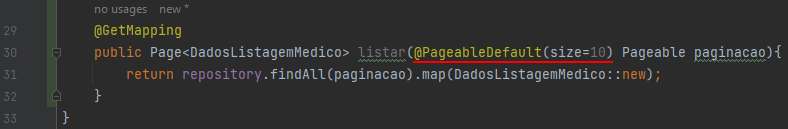 no usages new *
29 @GetMapping
30 public Page<DadosListagemMedico> listar(@PageableDefault(size=10) Pageable paginacao){
31 return repository.findAll(paginacao).map(DadosListagemMedico::new);
32 }
33 }